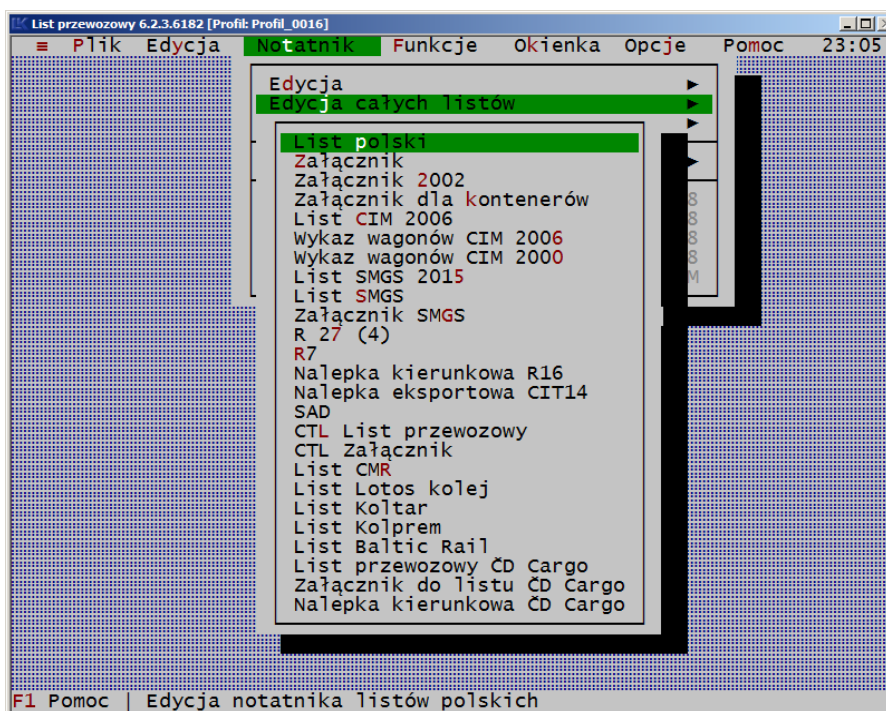 List przewozowy 6.2.3.6182 [Profil: Profil_0016]
≡ Plik Edycja Notatnik Funkcje Okienka Opcje Pomoc 23:05
Edycja ►
Edycja całych listów ►
List polski
Załącznik
Załącznik 2002
Załącznik dla kontenerów 8
List CIM 2006 8
Wykaz wagonów CIM 2006 8
Wykaz wagonów CIM 2000 8
List SMGS 2015 M
List SMGS
Załącznik SMGS
R 27 (4)
R7
Nalepka kierunkowa R16
Nalepka eksportowa CIT14
SAD
CTL List przewozowy
CTL Załącznik
List CMR
List Lotos kolej
List Koltar
List Kolprem
List Baltic Rail
List przewozowy ČD Cargo
Załącznik do listu ČD Cargo
Nalepka kierunkowa ČD Cargo
F1 Pomoc | Edycja notatnika listów polskich